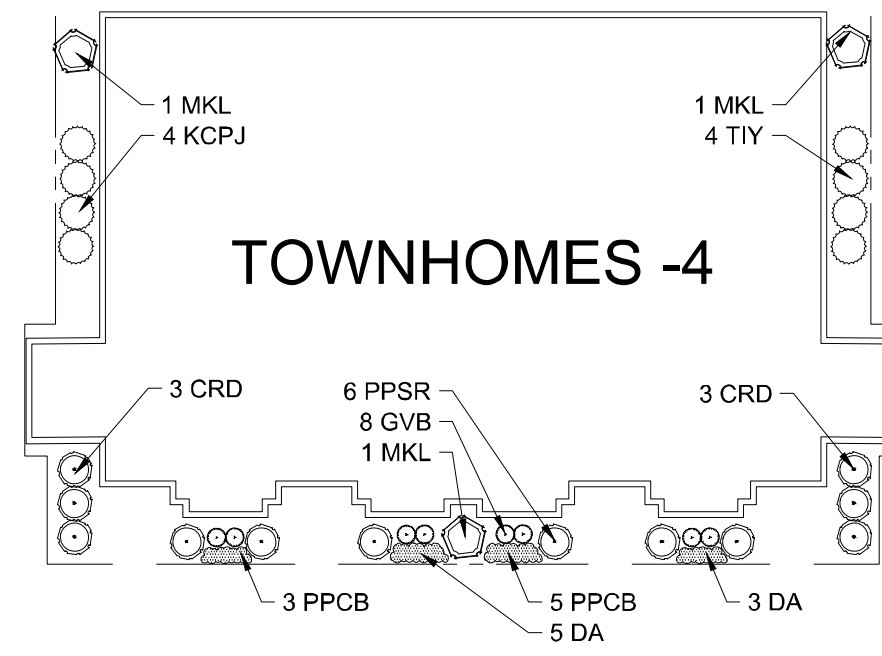 1 MKL
4 KCPJ
1 MKL
4 TIY
TOWNHOMES -4
3 CRD
6 PPSR
8 GVB
1 MKL
3 CRD
3 PPCB
5 PPCB
5 DA
3 DA